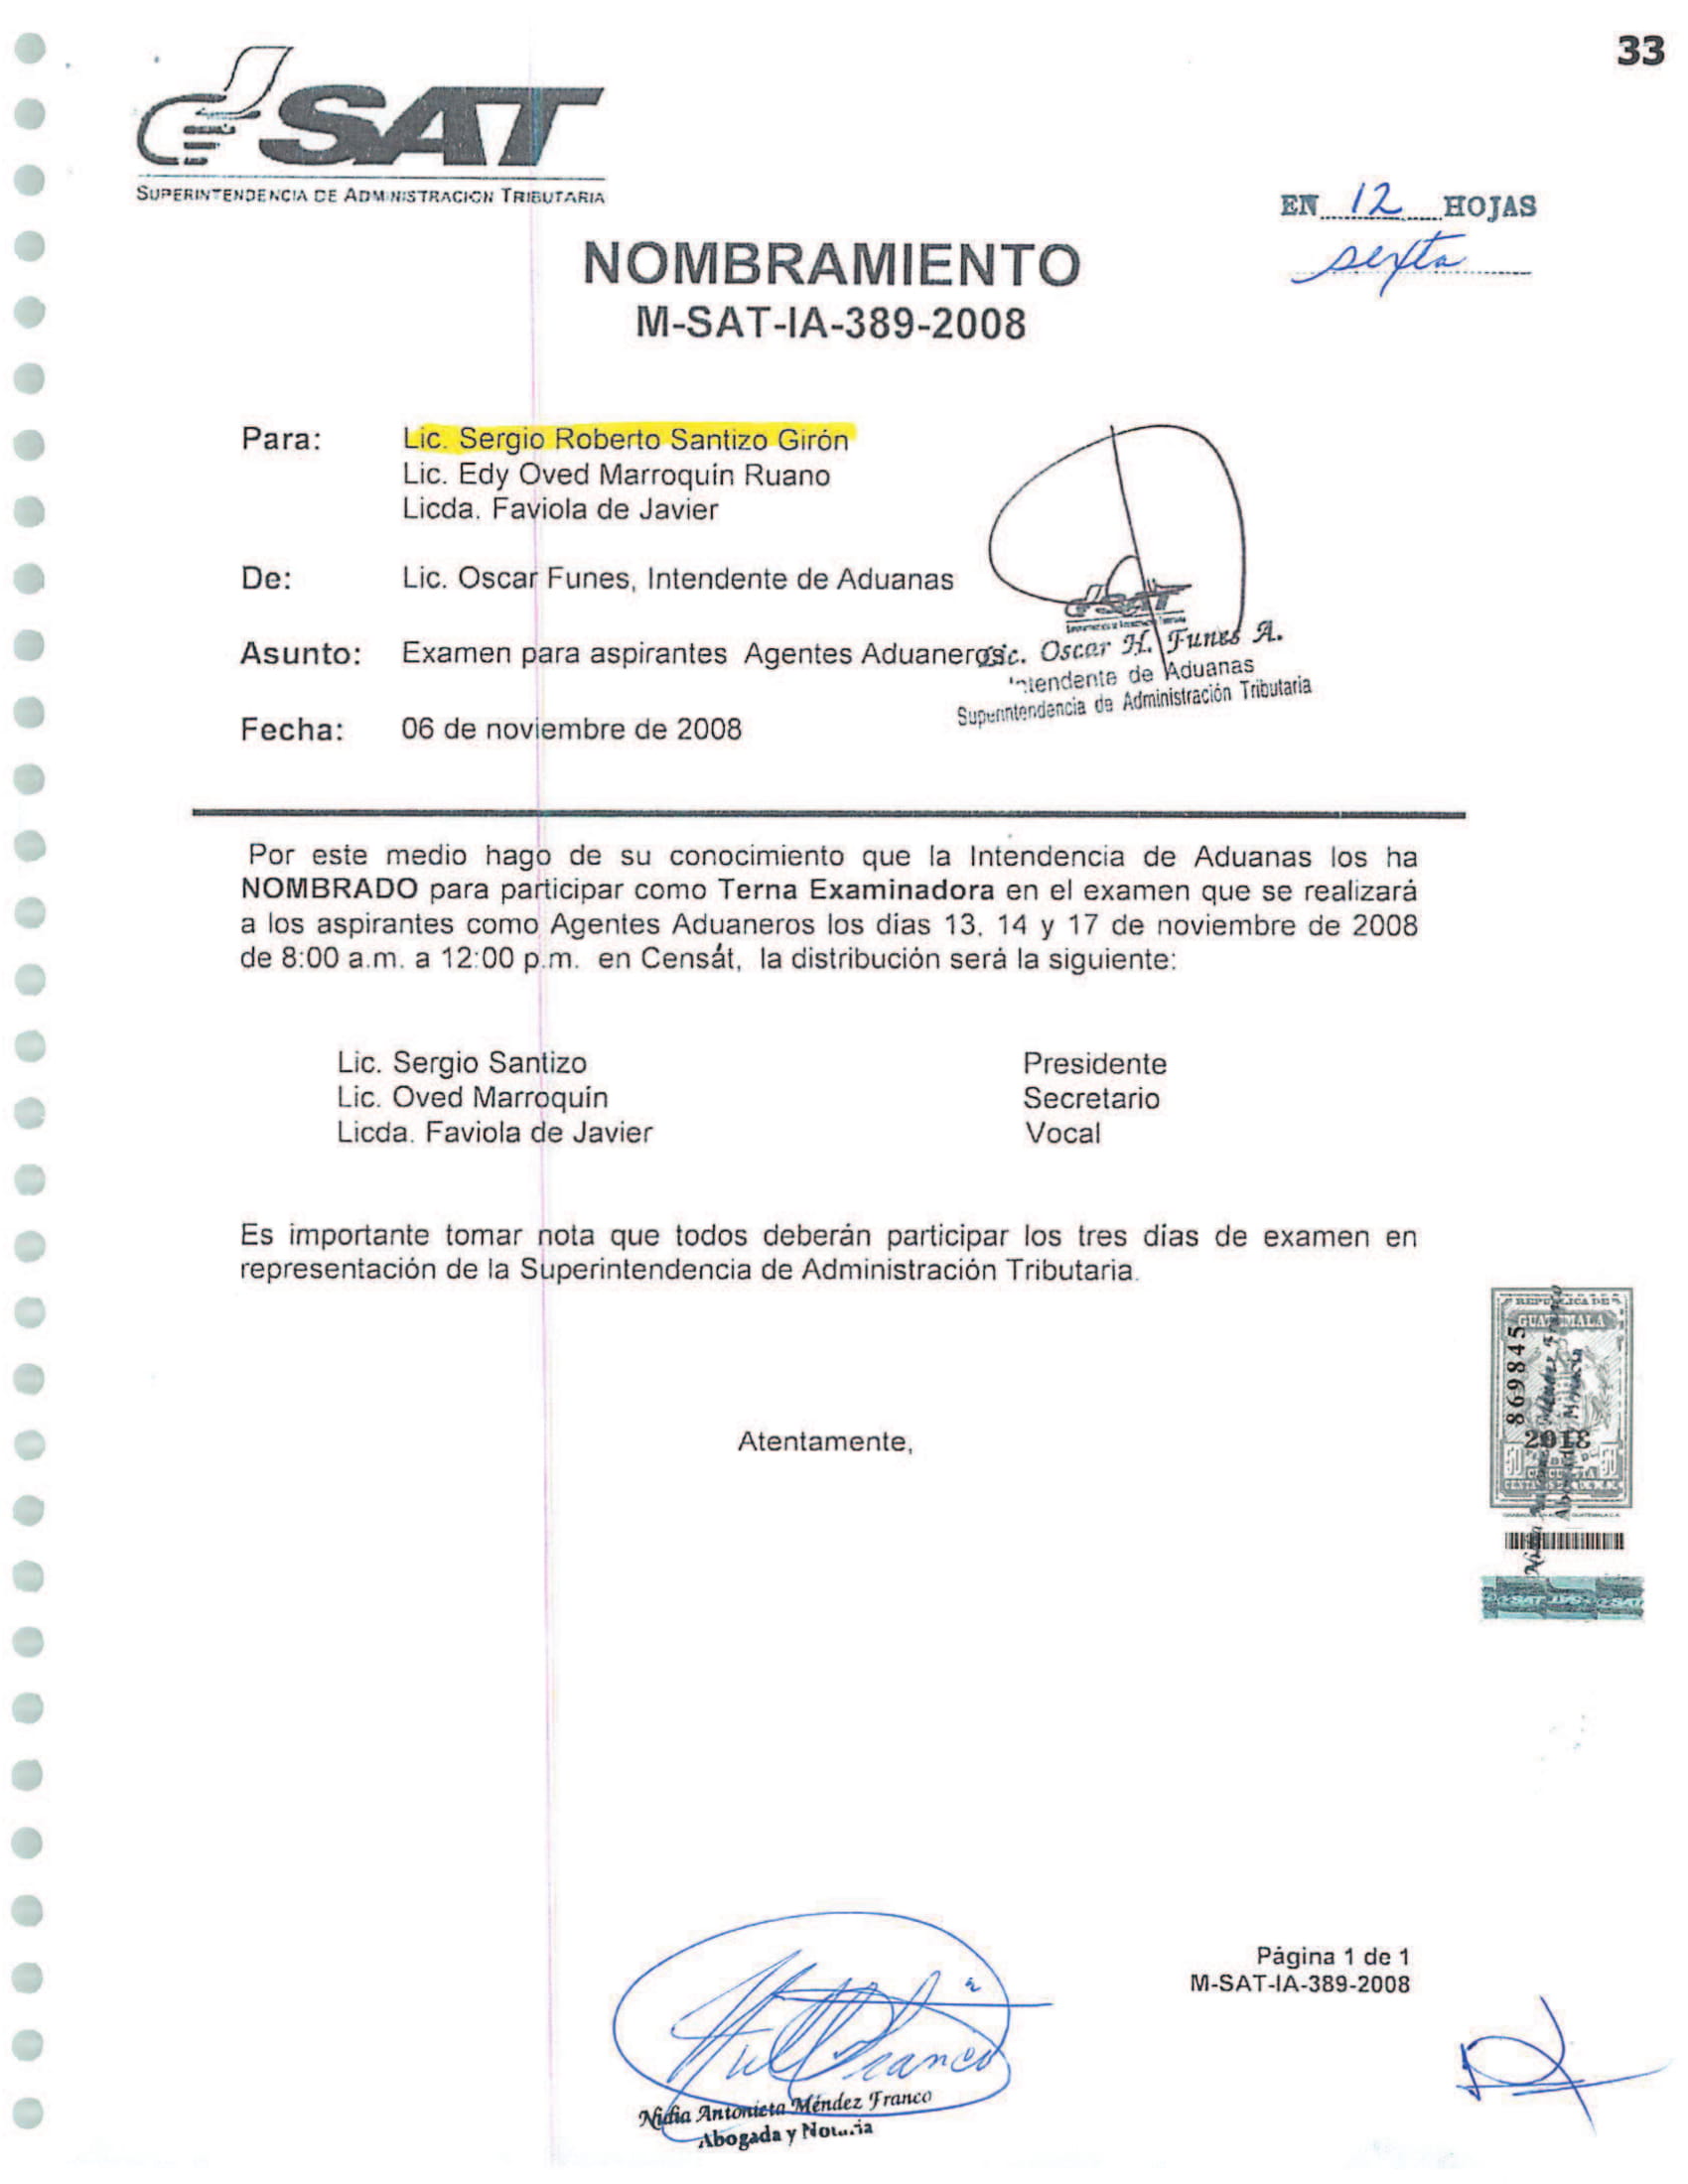 33
SAT
SUPERINTENDENCIA DE ADMINISTRACION TRIBUTARIA
EN 12 HOJAS
sexta
NOMBRAMIENTO
M-SAT-IA-389-2008
Para: Lic. Sergio Roberto Santizo Girón
Lic. Edy Oved Marroquín Ruano
Licda. Faviola de Javier
De: Lic. Oscar Funes, Intendente de Aduanas
SAT
Asunto: Examen para aspirantes Agentes Aduaneros
Lic. Oscar H. Funes A.
Intendente de Aduanas
Superintendencia de Administración Tributaria
Fecha: 06 de noviembre de 2008
Por este medio hago de su conocimiento que la Intendencia de Aduanas los ha
NOMBRADO para participar como Terna Examinadora en el examen que se realizará
a los aspirantes como Agentes Aduaneros los días 13, 14 y 17 de noviembre de 2008
de 8:00 a.m. a 12:00 p.m. en Censát, la distribución será la siguiente:
Lic. Sergio Santizo Presidente
Lic. Oved Marroquín Secretario
Licda. Faviola de Javier Vocal
Es importante tomar nota que todos deberán participar los tres días de examen en
representación de la Superintendencia de Administración Tributaria.
REPUBLICA DE
GUATEMALA
869845
2018
50 50
SAT
Atentamente,
Página 1 de 1
M-SAT-IA-389-2008
Nidia Antonieta Méndez Franco
Abogada y Notaria